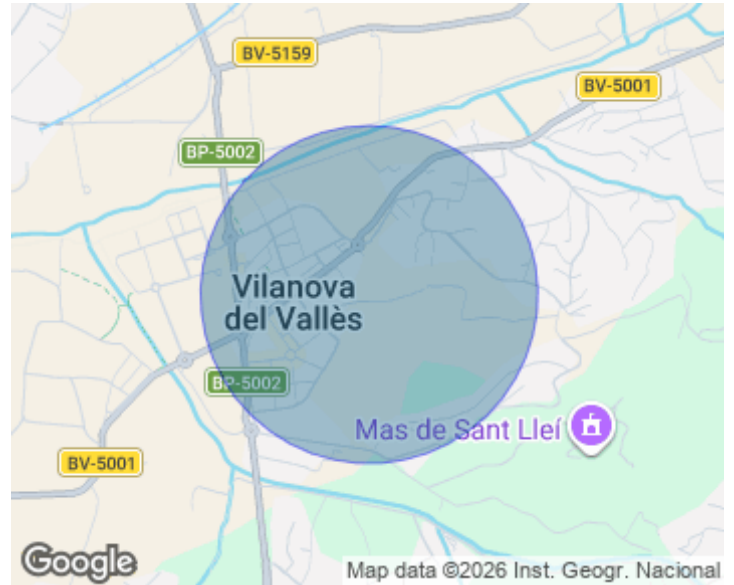 BV-5159
BV-5001
BP-5002
Vilanova
del Vallès
BP-5002
Mas de Sant Lleí
BV-5001
Google
Map data ©2026 Inst. Geogr. Nacional